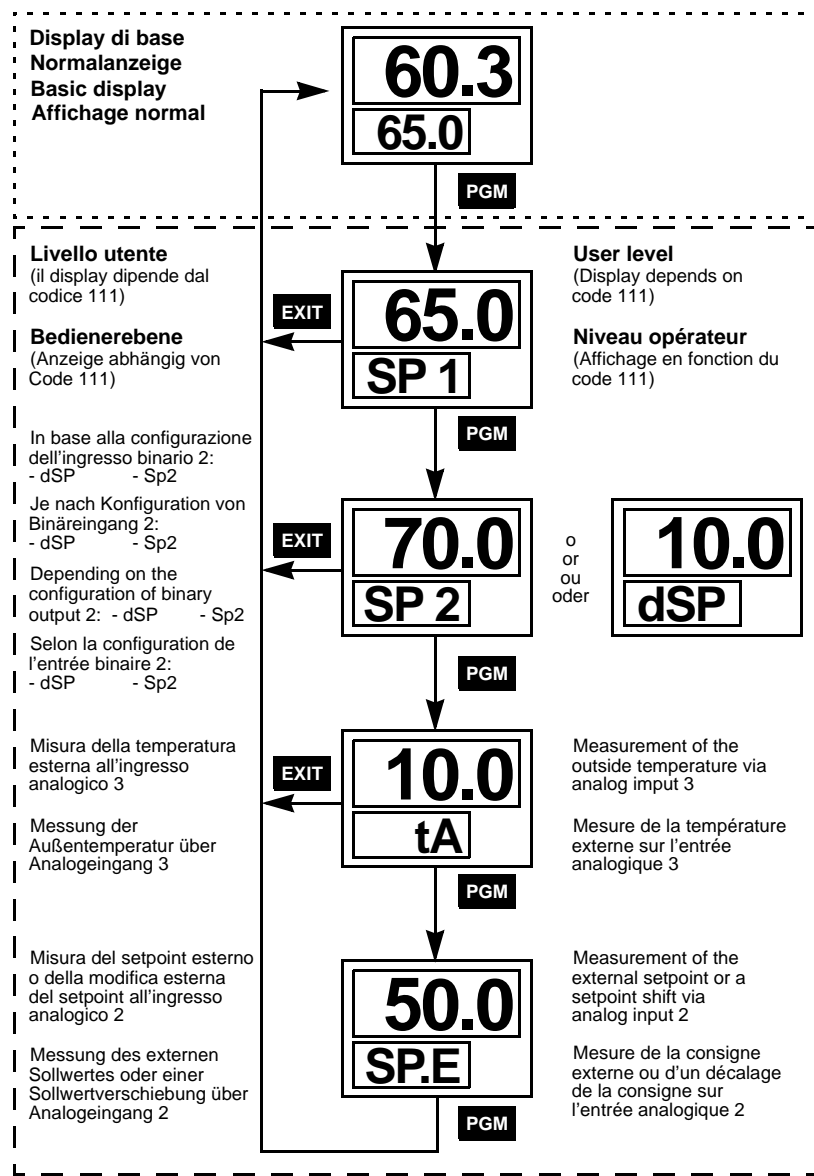 Display di base
Normalanzeige
Basic display
Affichage normal
60.3
65.0
PGM
Livello utente
(il display dipende dal
codice 111)
Bedienerebene
(Anzeige abhängig von
Code 111)
EXIT
65.0
SP 1
User level
(Display depends on
code 111)
Niveau opérateur
(Affichage en fonction du
code 111)
PGM
In base alla configurazione
dell'ingresso binario 2:
- dSP - Sp2
Je nach Konfiguration von
Binäreingang 2:
- dSP - Sp2
Depending on the
configuration of binary
output 2: - dSP - Sp2
Selon la configuration de
l'entrée binaire 2:
- dSP - Sp2
EXIT
70.0
SP 2
o
or
ou
oder
10.0
dSP
PGM
Misura della temperatura
esterna all'ingresso
analogico 3
Messung der
Außentemperatur über
Analogeingang 3
EXIT
10.0
tA
Measurement of the
outside temperature via
analog imput 3
Mesure de la température
externe sur l'entrée
analogique 3
PGM
Misura del setpoint esterno
o della modifica esterna
del setpoint all'ingresso
analogico 2
Messung des externen
Sollwertes oder einer
Sollwertverschiebung über
Analogeingang 2
50.0
SP.E
Measurement of the
external setpoint or a
setpoint shift via
analog input 2
Mesure de la consigne
externe ou d'un décalage
de la consigne sur
l'entrée analogique 2
PGM